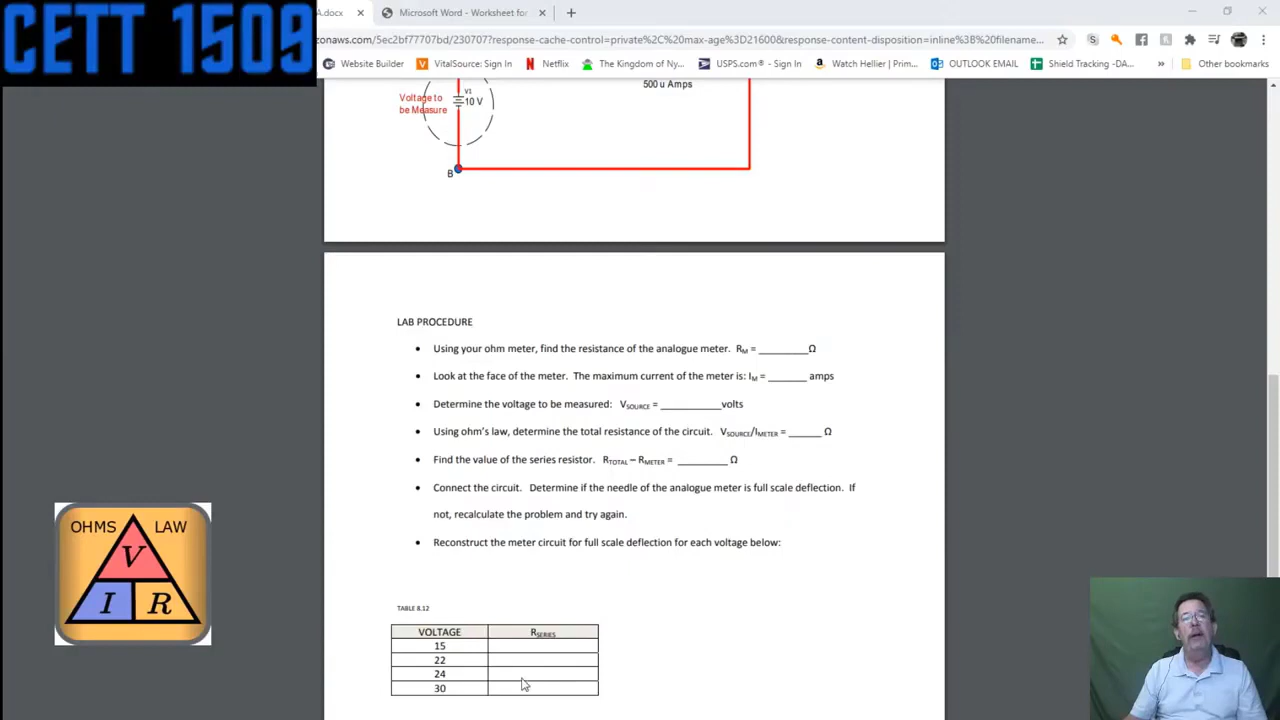 CETT 1509
A.docx
Microsoft Word - Worksheet for
conaws.com/5ec2bf77707bd/230707?response-cache-control=private%2C%20max-age%3D21600&response-content-disposition=inline%3B%20filename...
Website Builder
VitalSource: Sign In
Netflix
The Kingdom of Ny...
USPS.com® - Sign In
Watch Hellier | Prim...
OUTLOOK EMAIL
Shield Tracking -DA...
»
Other bookmarks
500 u Amps
Voltage to
be Measure
V1
10 V
B
LAB PROCEDURE
• Using your ohm meter, find the resistance of the analogue meter. RM = _________Ω
• Look at the face of the meter. The maximum current of the meter is: IM = _______ amps
• Determine the voltage to be measured: VSOURCE = ___________volts
• Using ohm's law, determine the total resistance of the circuit. VSOURCE/IMETER = ______ Ω
• Find the value of the series resistor. RTOTAL – RMETER = _________ Ω
• Connect the circuit. Determine if the needle of the analogue meter is full scale deflection. If
not, recalculate the problem and try again.
• Reconstruct the meter circuit for full scale deflection for each voltage below:
OHMS LAW
V
I R
TABLE 8.12
VOLTAGE RSERIES
15
22
24
30